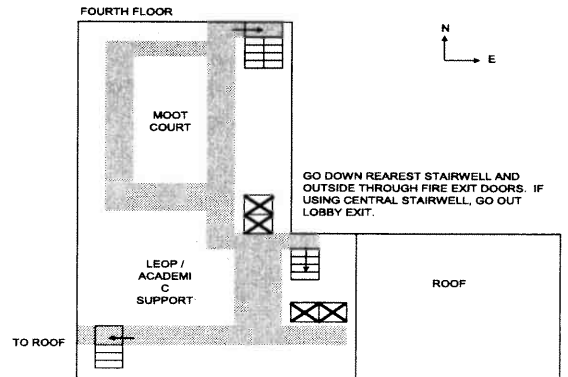 FOURTH FLOOR
N
E
MOOT
COURT
GO DOWN REAREST STAIRWELL AND
OUTSIDE THROUGH FIRE EXIT DOORS. IF
USING CENTRAL STAIRWELL, GO OUT
LOBBY EXIT.
LEOP /
ACADEMI
C
SUPPORT
ROOF
TO ROOF